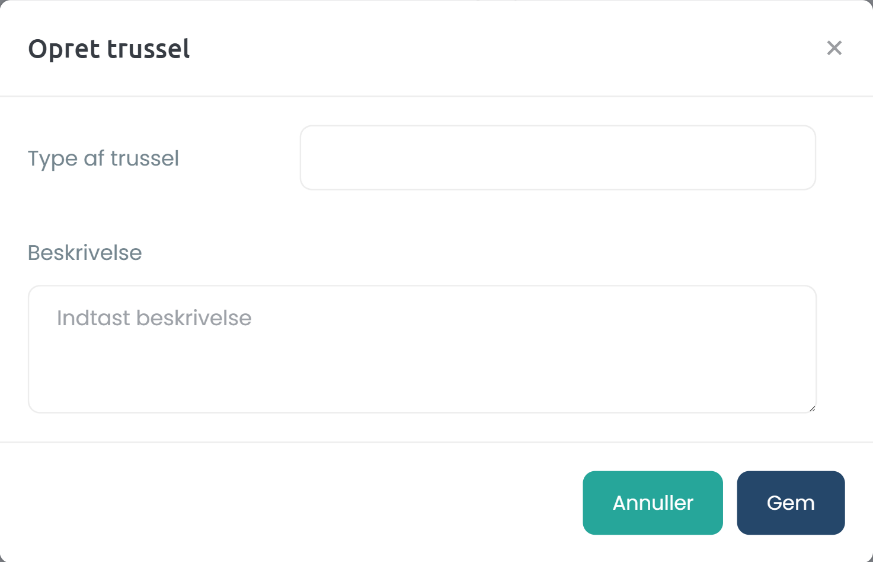 Opret trussel
Type af trussel
Beskrivelse
Indtast beskrivelse
Annuller
Gem